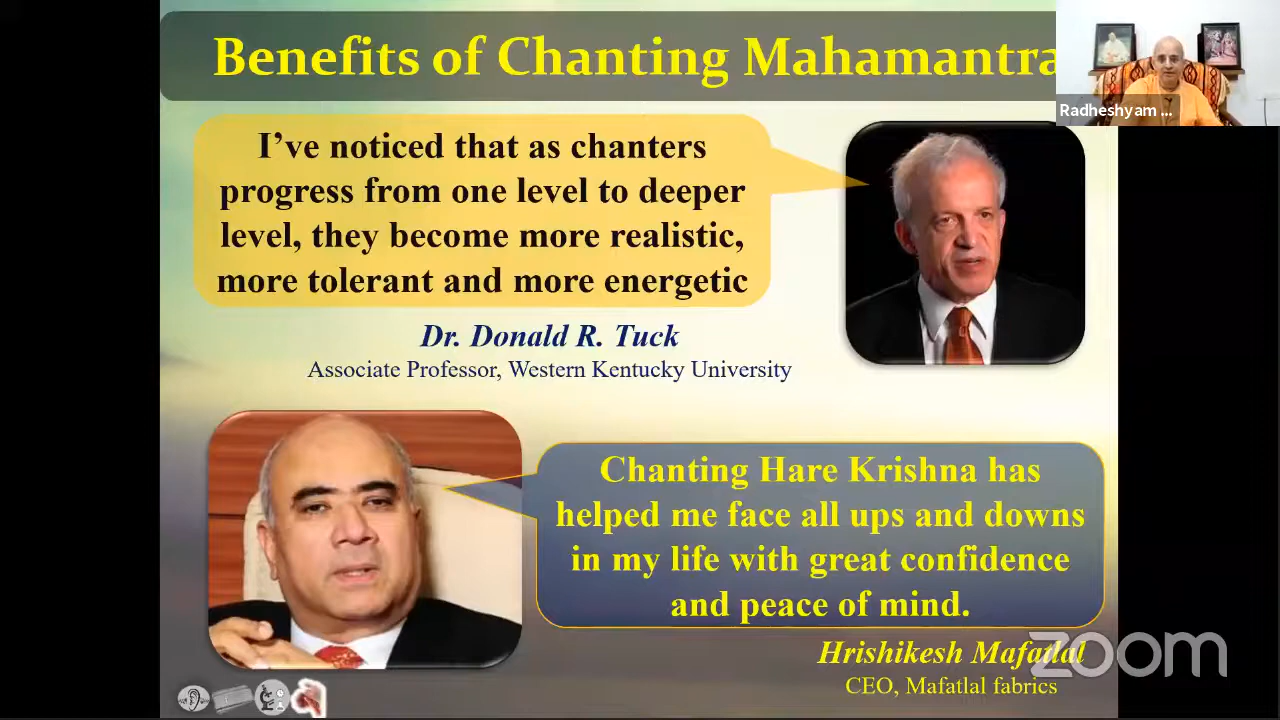 Benefits of Chanting Mahamantra
Radheshyam ...
I've noticed that as chanters
progress from one level to deeper
level, they become more realistic,
more tolerant and more energetic
Dr. Donald R. Tuck
Associate Professor, Western Kentucky University
Chanting Hare Krishna has
helped me face all ups and downs
in my life with great confidence
and peace of mind.
Hrishikesh Mafatlal
CEO, Mafatlal fabrics
zoom